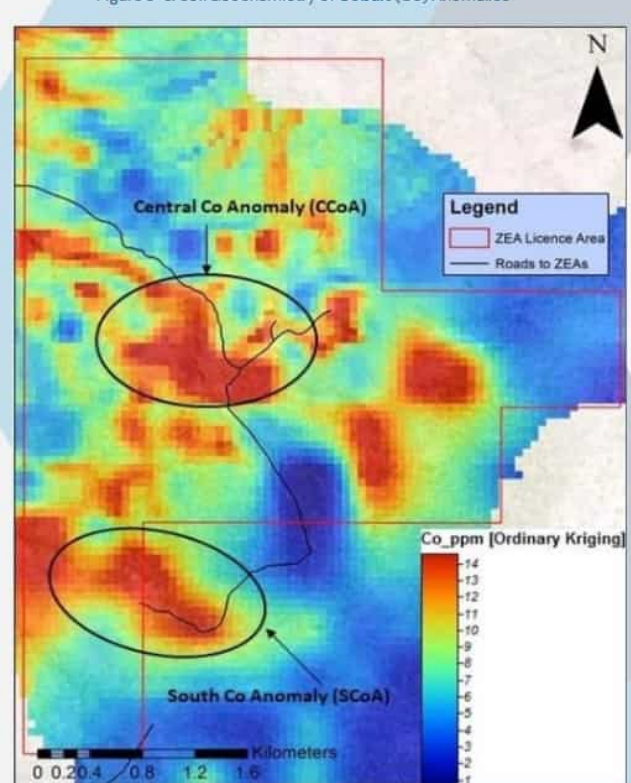 N
Central Co Anomaly (CCoA)
Legend
ZEA Licence Area
Roads to ZEAs
Co_ppm [Ordinary Kriging]
14
13
12
11
10
9
8
7
6
5
4
3
2
1
South Co Anomaly (SCoA)
Kilometers
0 0.2 0.4 0.8 1.2 1.6